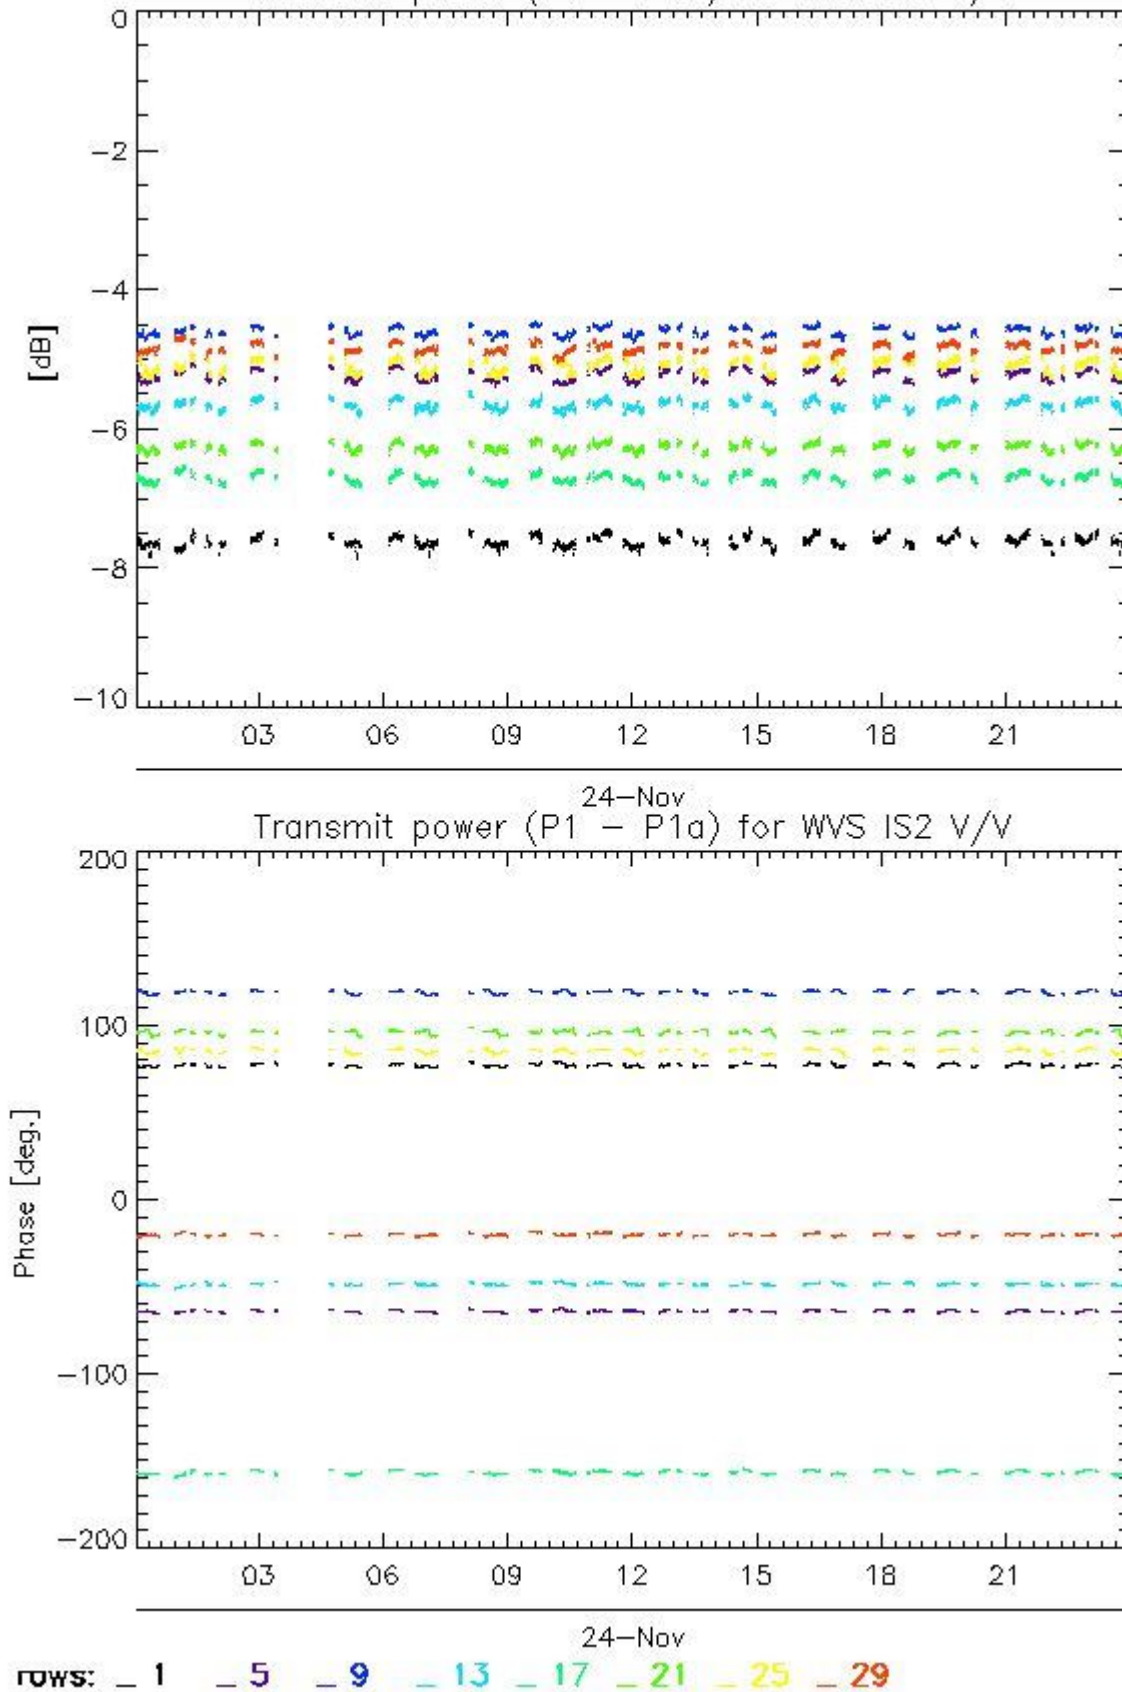 0
-2
-4
[dB]
-6
-8
-10
03 06 09 12 15 18 21
24-Nov
Transmit power (P1 - P1a) for WVS IS2 V/V
200
100
0
Phase [deg.]
-100
-200
03 06 09 12 15 18 21
24-Nov
rows: _ 1 _ 5 _ 9 _ 13 _ 17 _ 21 _ 25 _ 29